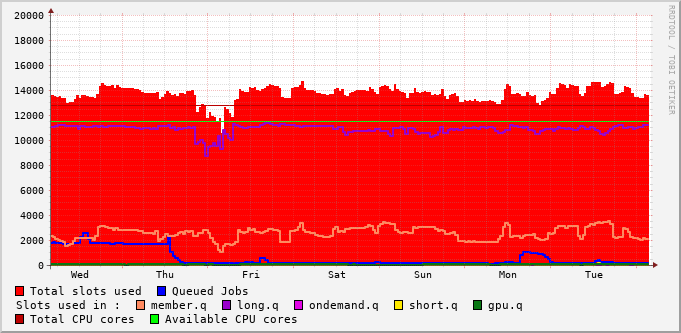 20000
18000
16000
14000
12000
10000
8000
6000
4000
2000
0
Wed Thu Fri Sat Sun Mon Tue
RRDTOOL / TOBI OETIKER
Total slots used Queued Jobs
Slots used in : member.q long.q ondemand.q short.q gpu.q
Total CPU cores Available CPU cores